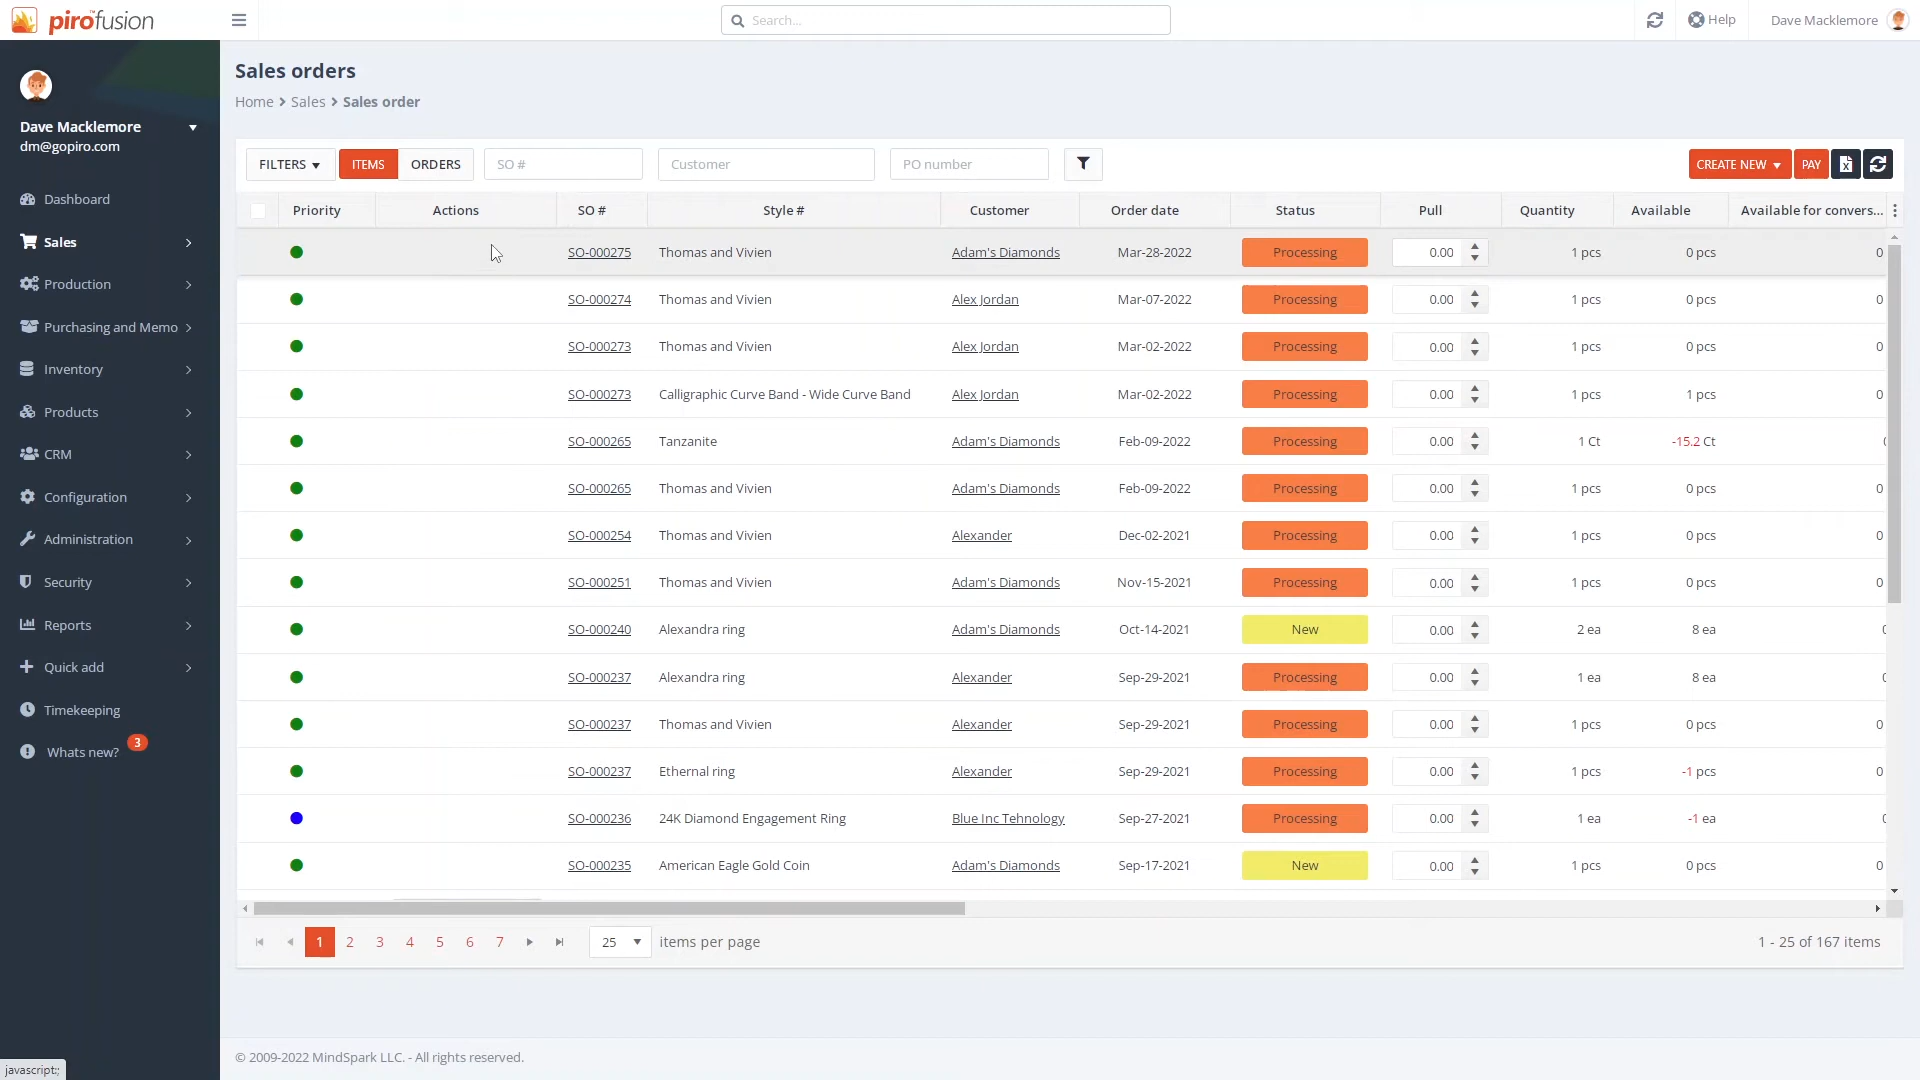 pirofusion
Search...
Help
Dave Macklemore
Dave Macklemore
dm@gopiro.com
Dashboard
Sales
Production
Purchasing and Memo
Inventory
Products
CRM
Configuration
Administration
Security
Reports
Quick add
Timekeeping
Whats new? 3
javascript:;
Sales orders
Home > Sales > Sales order
FILTERS ITEMS ORDERS SO # Customer PO number CREATE NEW PAY
Priority Actions SO # Style # Customer Order date Status Pull Quantity Available Available for convers...
SO-000275 Thomas and Vivien Adam's Diamonds Mar-28-2022 Processing 0.00 1 pcs 0 pcs 0
SO-000274 Thomas and Vivien Alex Jordan Mar-07-2022 Processing 0.00 1 pcs 0 pcs 0
SO-000273 Thomas and Vivien Alex Jordan Mar-02-2022 Processing 0.00 1 pcs 0 pcs 0
SO-000273 Calligraphic Curve Band - Wide Curve Band Alex Jordan Mar-02-2022 Processing 0.00 1 pcs 1 pcs 0
SO-000265 Tanzanite Adam's Diamonds Feb-09-2022 Processing 0.00 1 Ct -15.2 Ct
SO-000265 Thomas and Vivien Adam's Diamonds Feb-09-2022 Processing 0.00 1 pcs 0 pcs 0
SO-000254 Thomas and Vivien Alexander Dec-02-2021 Processing 0.00 1 pcs 0 pcs 0
SO-000251 Thomas and Vivien Adam's Diamonds Nov-15-2021 Processing 0.00 1 pcs 0 pcs 0
SO-000240 Alexandra ring Adam's Diamonds Oct-14-2021 New 0.00 2 ea 8 ea
SO-000237 Alexandra ring Alexander Sep-29-2021 Processing 0.00 1 ea 8 ea
SO-000237 Thomas and Vivien Alexander Sep-29-2021 Processing 0.00 1 pcs 0 pcs 0
SO-000237 Ethernal ring Alexander Sep-29-2021 Processing 0.00 1 pcs -1 pcs 0
SO-000236 24K Diamond Engagement Ring Blue Inc Tehnology Sep-27-2021 Processing 0.00 1 ea -1 ea
SO-000235 American Eagle Gold Coin Adam's Diamonds Sep-17-2021 New 0.00 1 pcs 0 pcs 0
1 2 3 4 5 6 7 25 items per page 1 - 25 of 167 items
© 2009-2022 MindSpark LLC. - All rights reserved.